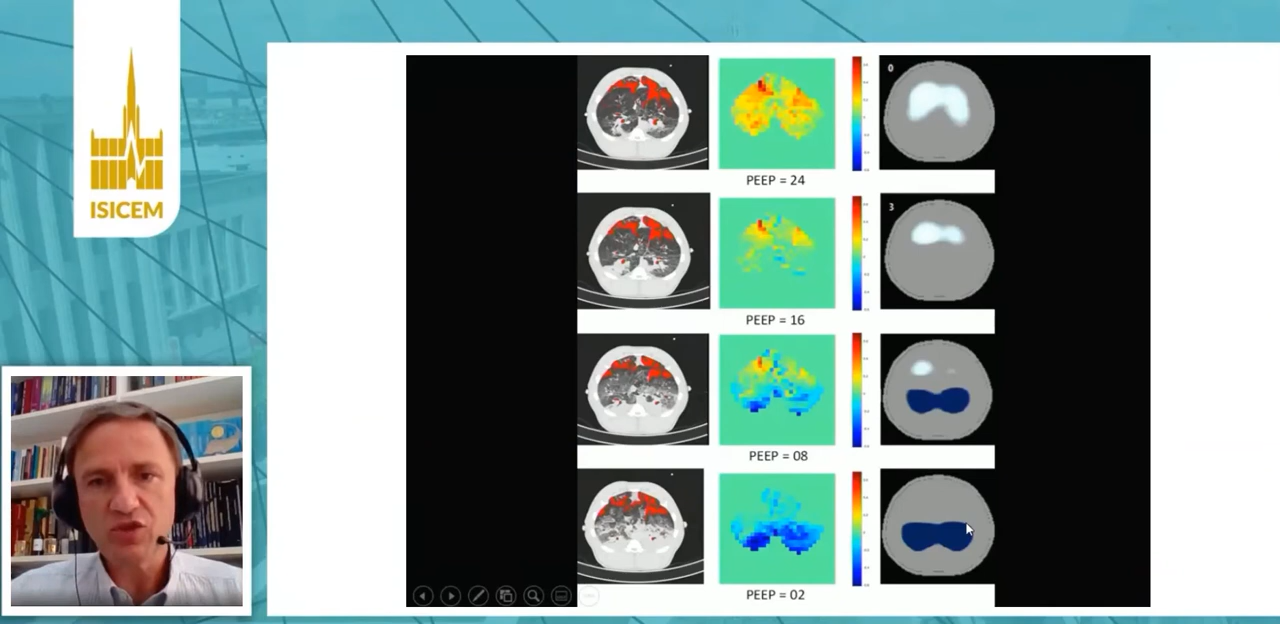 ISICEM
0
PEEP = 24
3
PEEP = 16
PEEP = 08
PEEP = 02